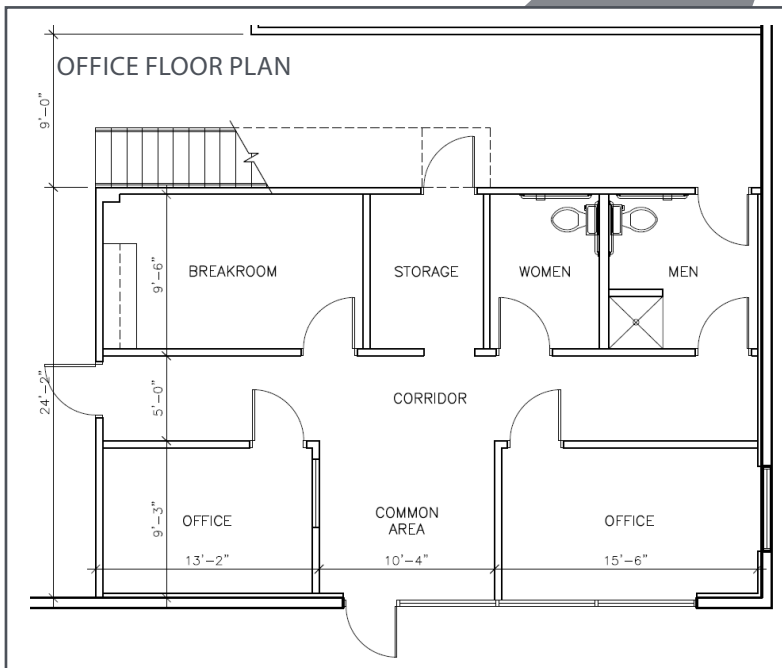 OFFICE FLOOR PLAN
9'-0"
BREAKROOM
STORAGE
WOMEN
MEN
9'-6"
24'-2"
5'-0"
CORRIDOR
9'-3"
OFFICE
COMMON
AREA
OFFICE
13'-2"
10'-4"
15'-6"